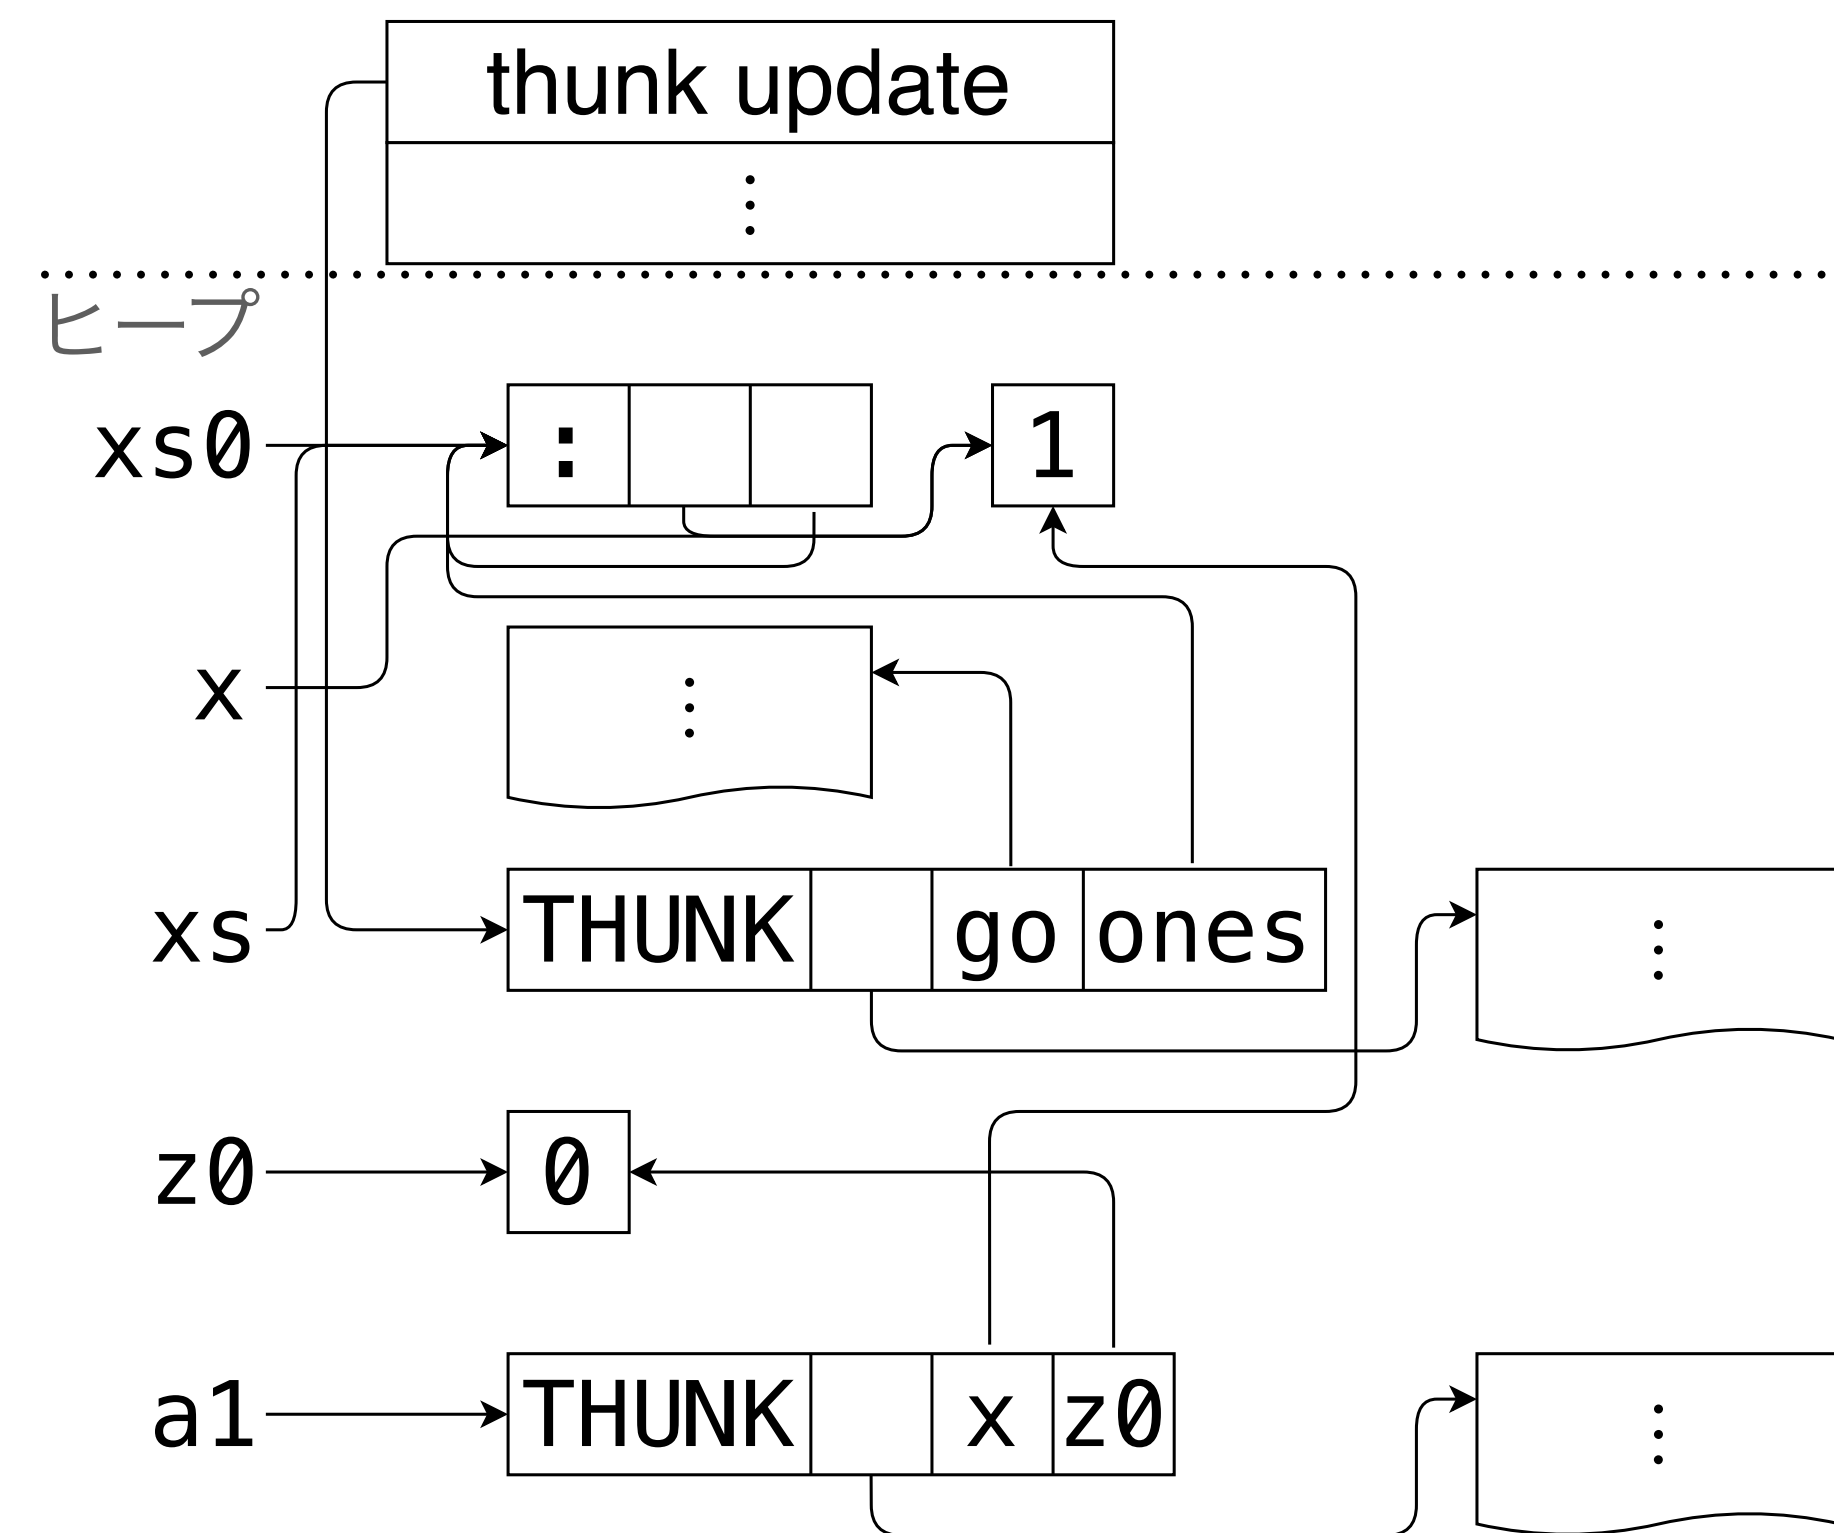 thunk update
⋮
ヒープ
xs0 : 1
x ⋮
xs THUNK go ones ⋮
z0 0
a1 THUNK x z0 ⋮